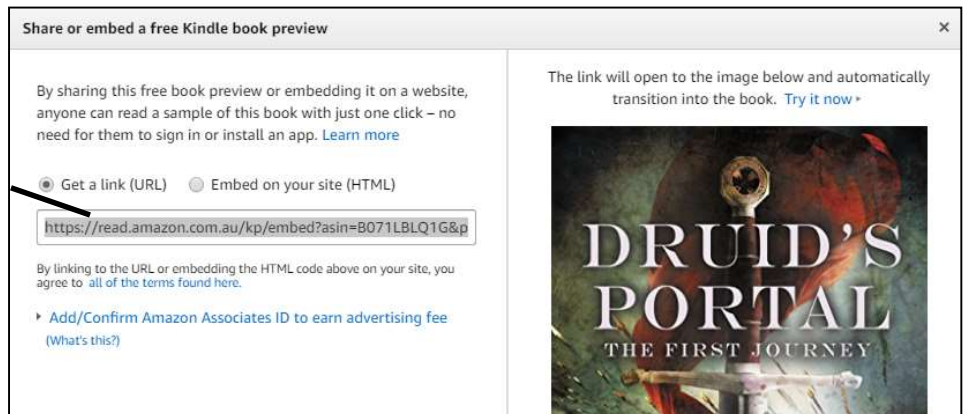 Share or embed a free Kindle book preview
×
By sharing this free book preview or embedding it on a website,
anyone can read a sample of this book with just one click – no
need for them to sign in or install an app. Learn more
Get a link (URL)
Embed on your site (HTML)
https://read.amazon.com.au/kp/embed?asin=B071LBLQ1G&p
By linking to the URL or embedding the HTML code above on your site, you
agree to all of the terms found here.
Add/Confirm Amazon Associates ID to earn advertising fee
(What's this?)
The link will open to the image below and automatically
transition into the book. Try it now
DRUID'S
PORTAL
THE FIRST JOURNEY